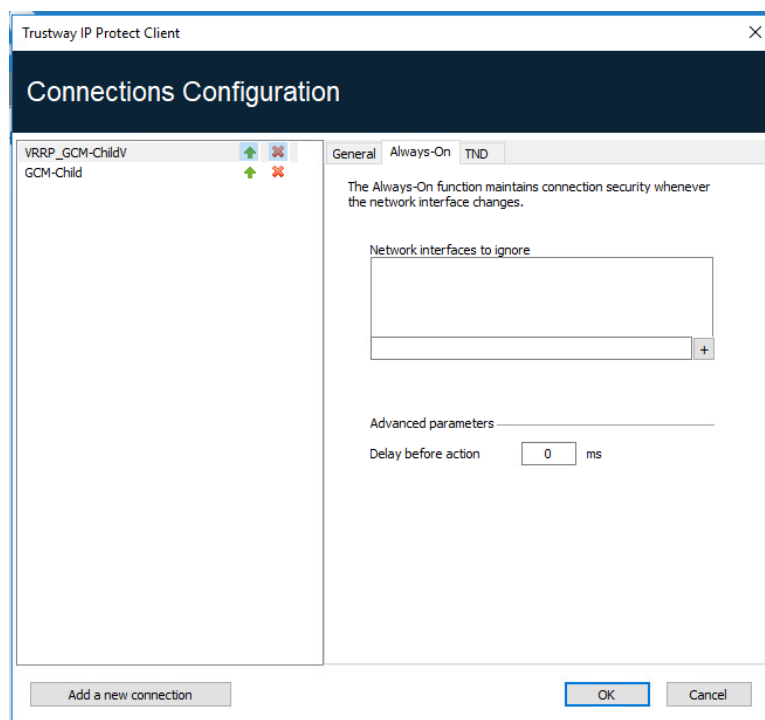 Trustway IP Protect Client
Connections Configuration
VRRP_GCM-ChildV
GCM-Child
General Always-On TND
The Always-On function maintains connection security whenever
the network interface changes.
Network interfaces to ignore
+
Advanced parameters
Delay before action 0 ms
Add a new connection OK Cancel